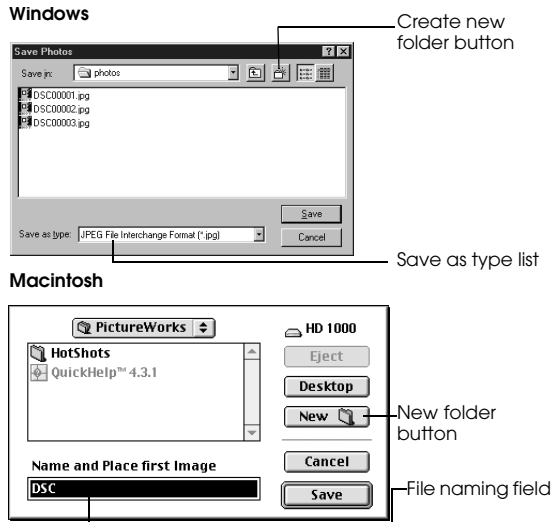 Windows
Create new
folder button
Save Photos
Save in: photos
DSC00001.jpg
DSC00002.jpg
DSC00003.jpg
Save
Save as type: JPEG File Interchange Format (*.jpg)
Cancel
Save as type list
Macintosh
PictureWorks
HD 1000
HotShots
QuickHelp™ 4.3.1
Eject
Desktop
New
New folder
button
Name and Place first Image
Cancel
DSC
Save
File naming field